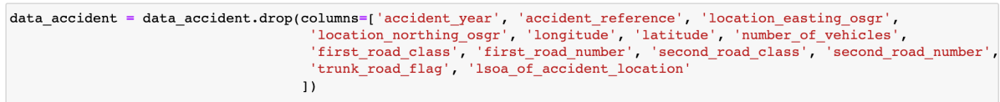 data_accident = data_accident.drop(columns=['accident_year', 'accident_reference', 'location_easting_osgr',
'location_northing_osgr', 'longitude', 'latitude', 'number_of_vehicles',
'first_road_class', 'first_road_number', 'second_road_class', 'second_road_number',
'trunk_road_flag', 'lsoa_of_accident_location'
])